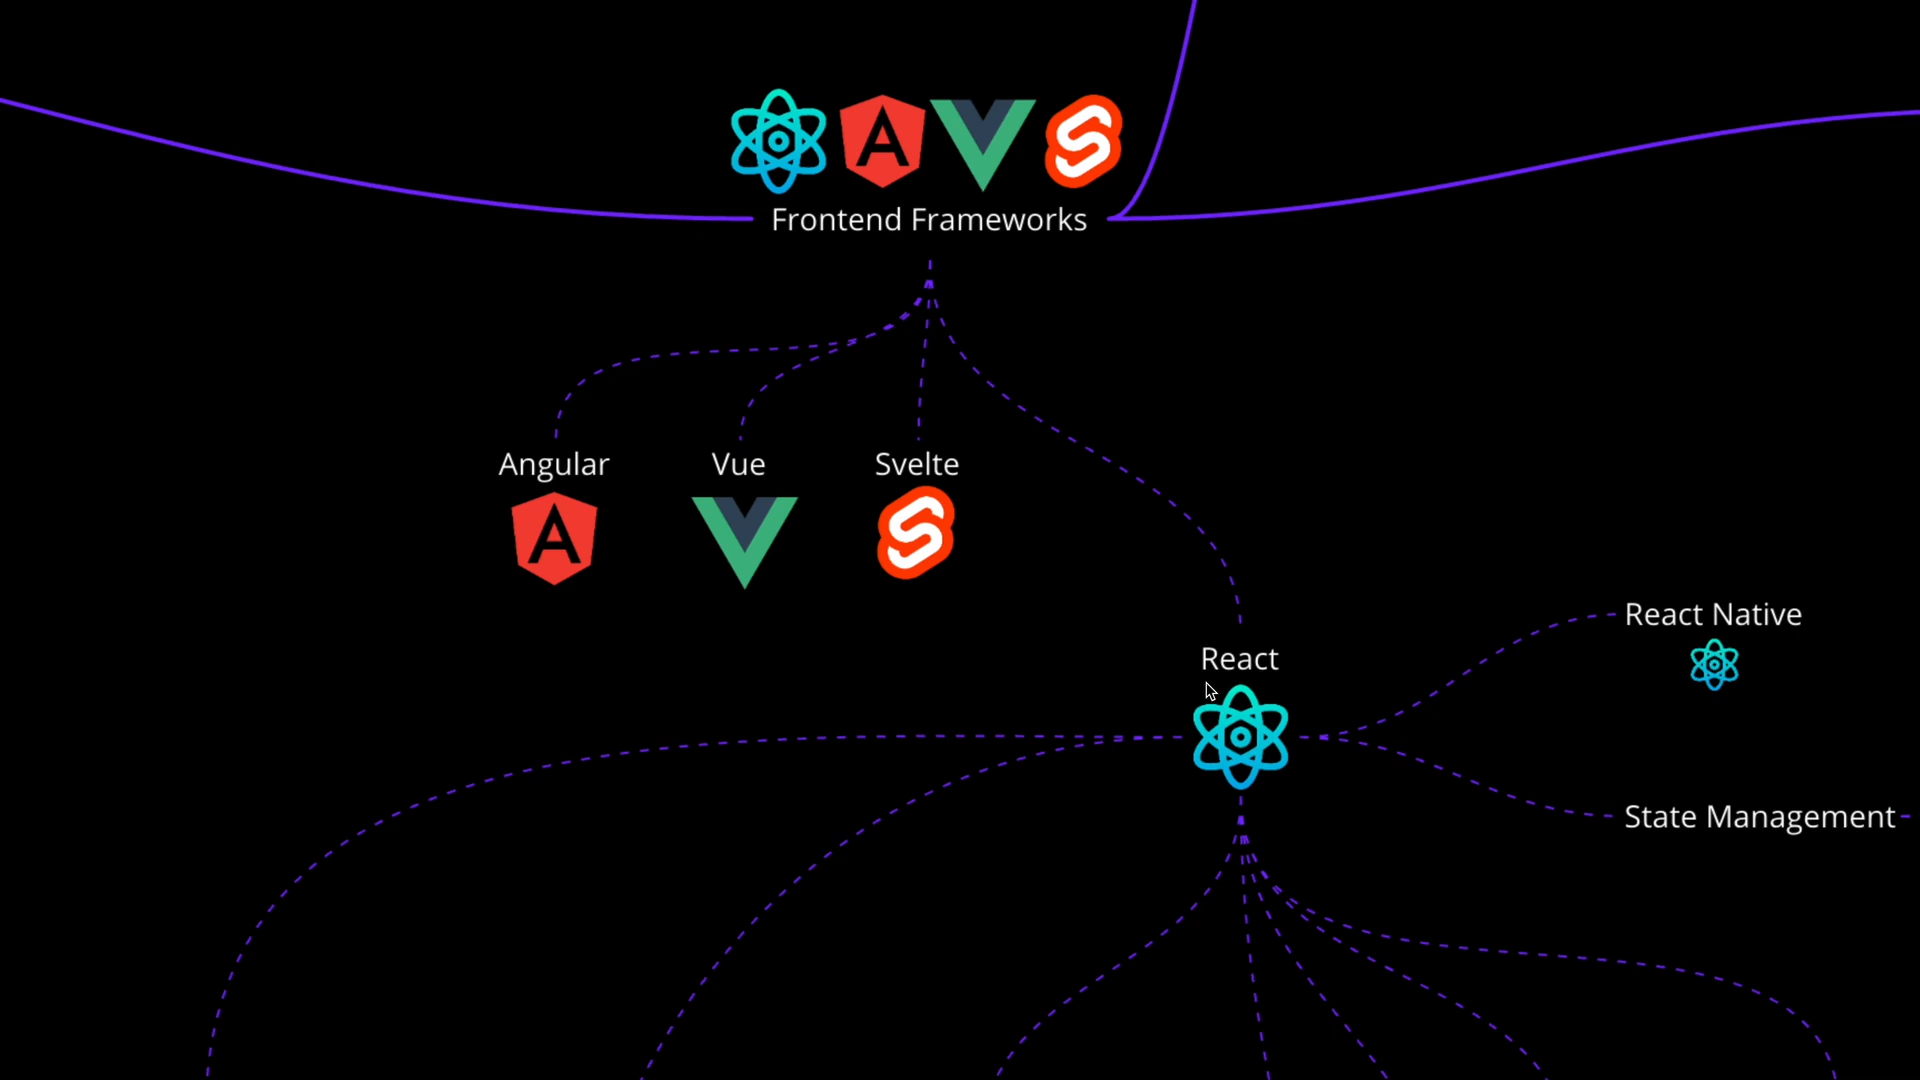 Frontend Frameworks
Angular
Vue
Svelte
React Native
React
State Management